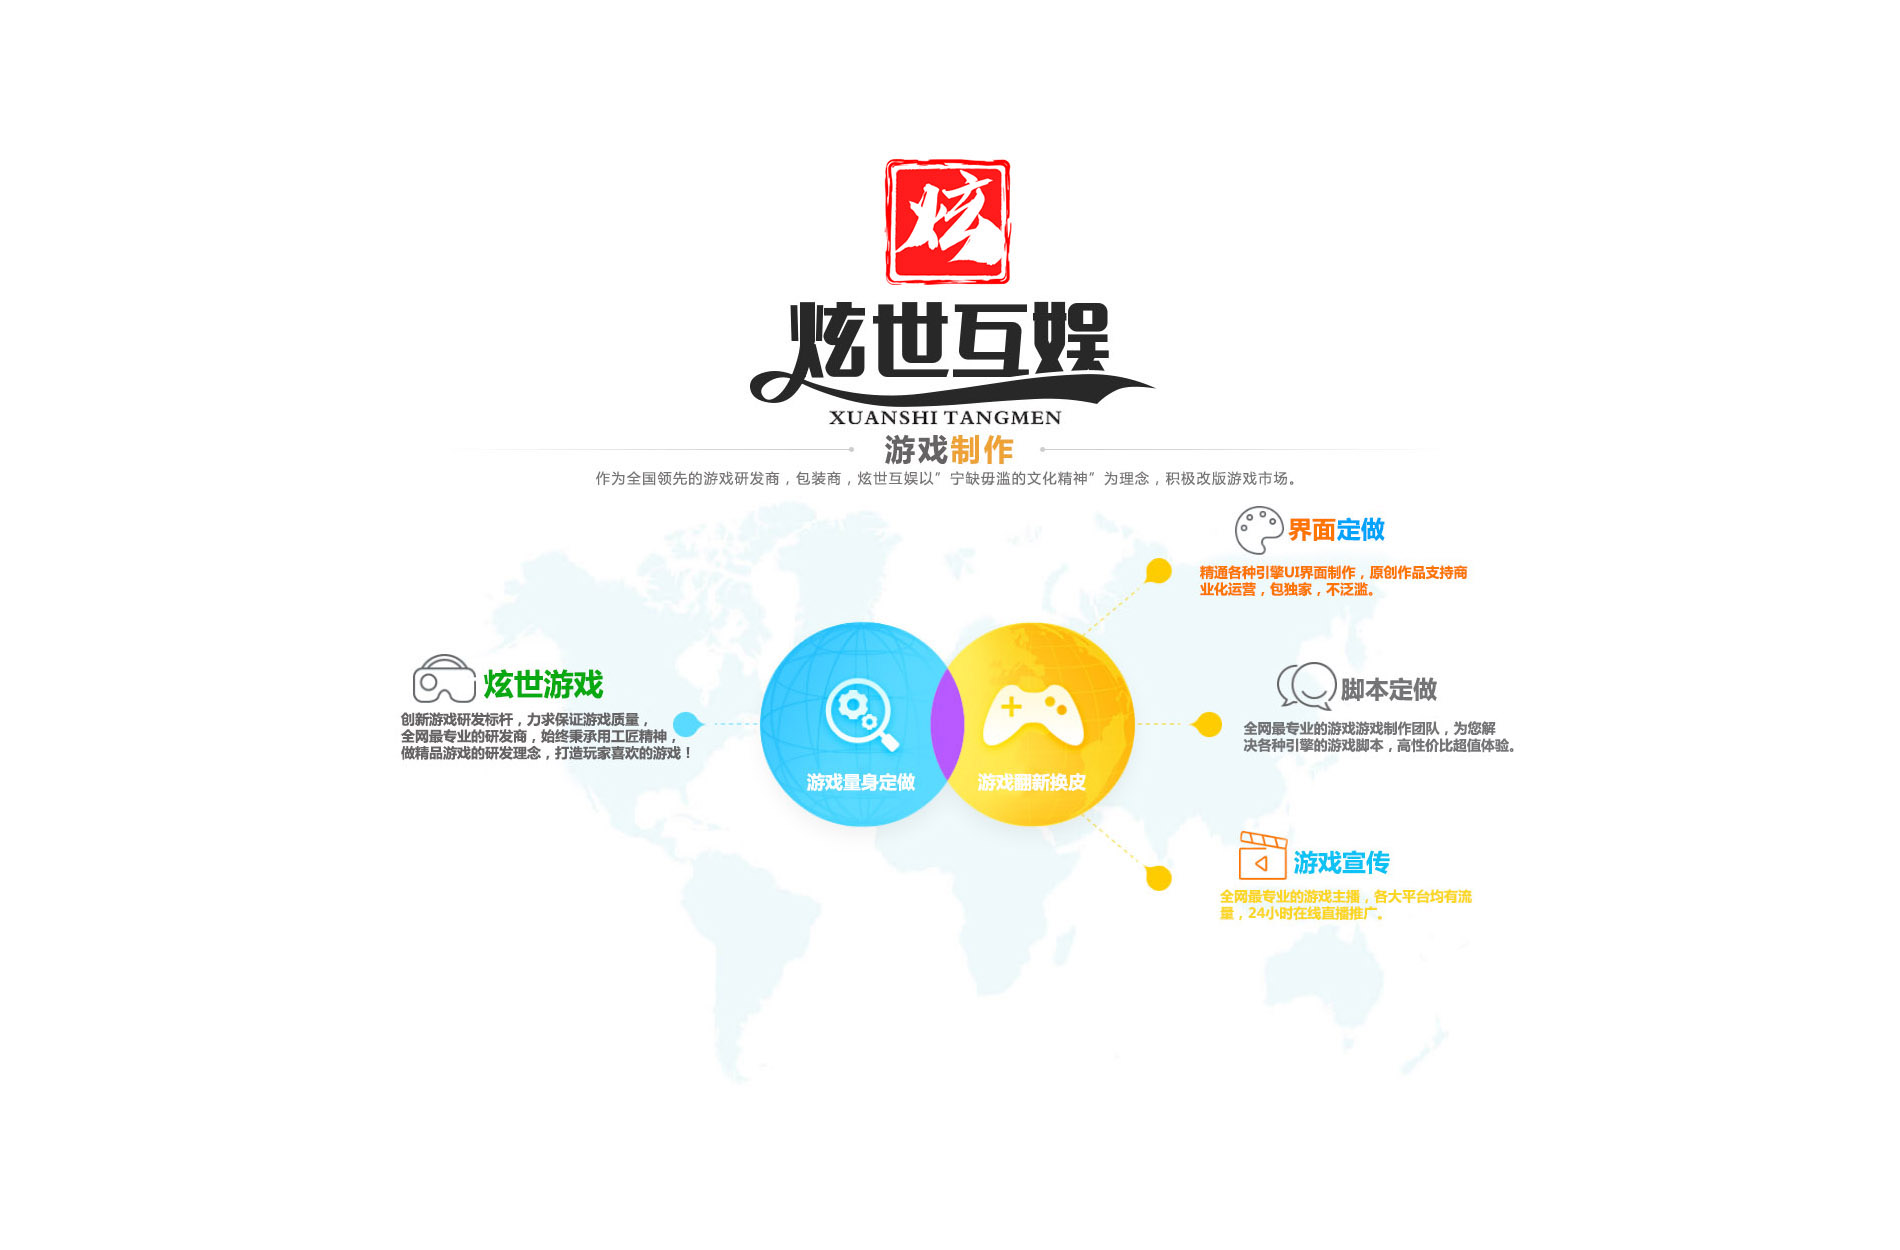 炫
炫世互娱
XUANSHI TANGMEN
游戏制作
作为全国领先的游戏研发商，包装商，炫世互娱以”宁缺毋滥的文化精神”为理念，积极改版游戏市场。
界面定做
精通各种引擎UI界面制作，原创作品支持商
业化运营，包独家，不泛滥。
炫世游戏
创新游戏研发标杆，力求保证游戏质量，
全网最专业的研发商，始终秉承用工匠精神，
做精品游戏的研发理念，打造玩家喜欢的游戏！
游戏量身定做
游戏翻新换皮
脚本定做
全网最专业的游戏游戏制作团队，为您解
决各种引擎的游戏脚本，高性价比超值体验。
游戏宣传
全网最专业的游戏主播，各大平台均有流
量，24小时在线直播推广。